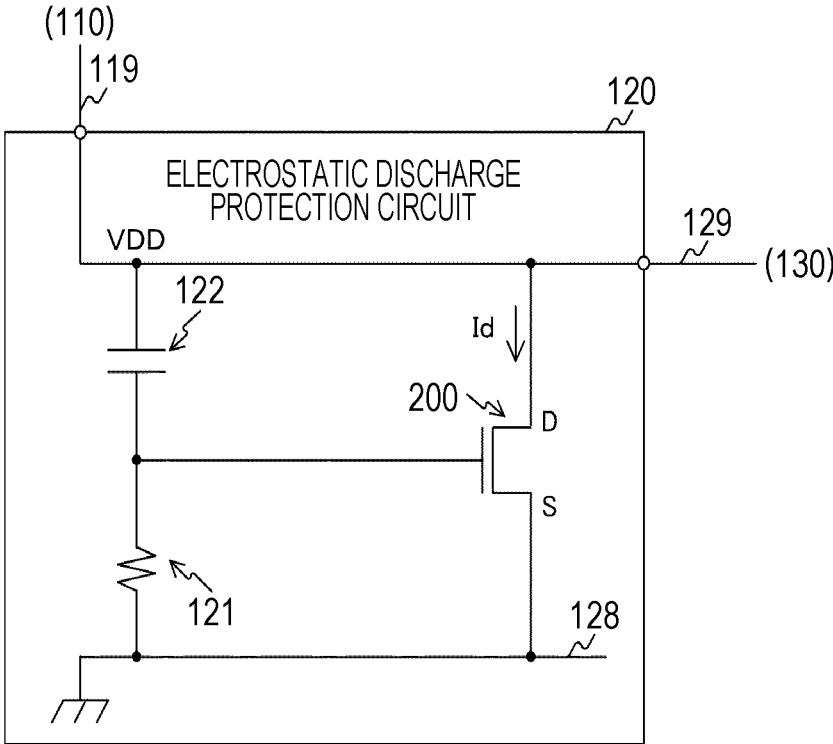 (110)
119
120
ELECTROSTATIC DISCHARGE
PROTECTION CIRCUIT
VDD
129
(130)
122
Id
200
D
S
121
128